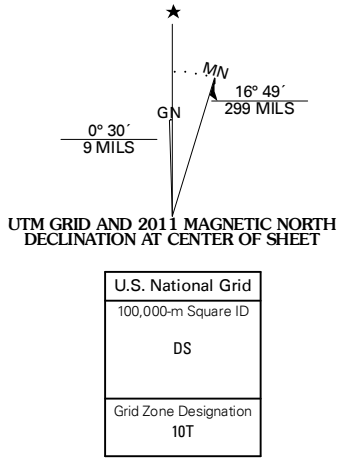 MN
GN
16° 49´
299 MILS
0° 30´
9 MILS
UTM GRID AND 2011 MAGNETIC NORTH
DECLINATION AT CENTER OF SHEET
U.S. National Grid
100,000-m Square ID
DS
Grid Zone Designation
10T